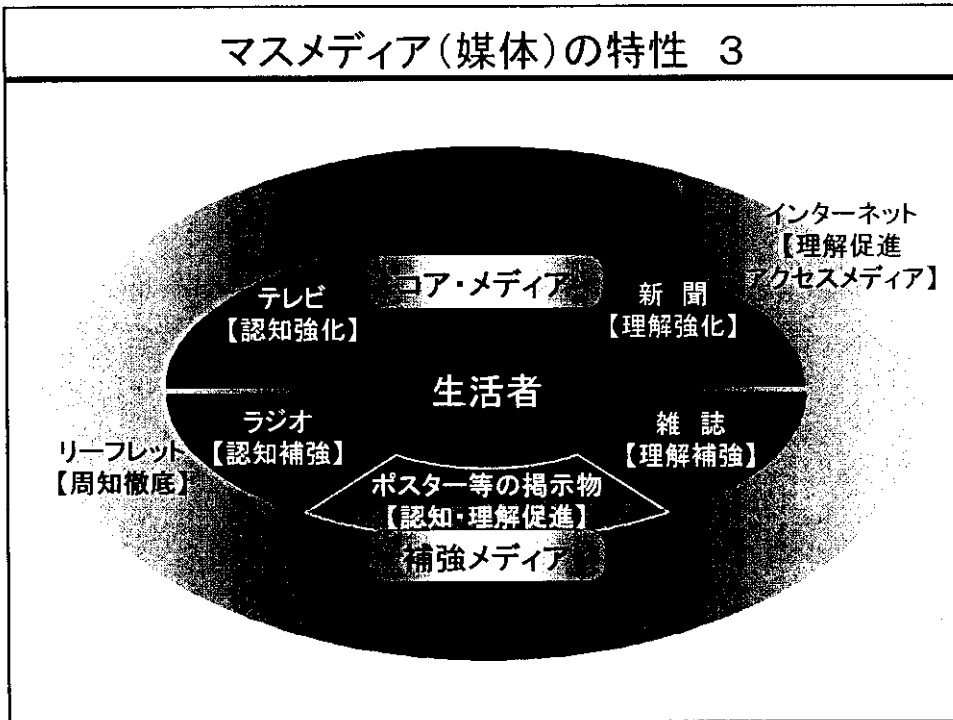 マスメディア(媒体)の特性 3
コア・メディア
テレビ
【認知強化】
新 聞
【理解強化】
インターネット
【理解促進
アクセスメディア】
生活者
ラジオ
【認知補強】
雑 誌
【理解補強】
リーフレット
【周知徹底】
ポスター等の掲示物
【認知・理解促進】
補強メディア